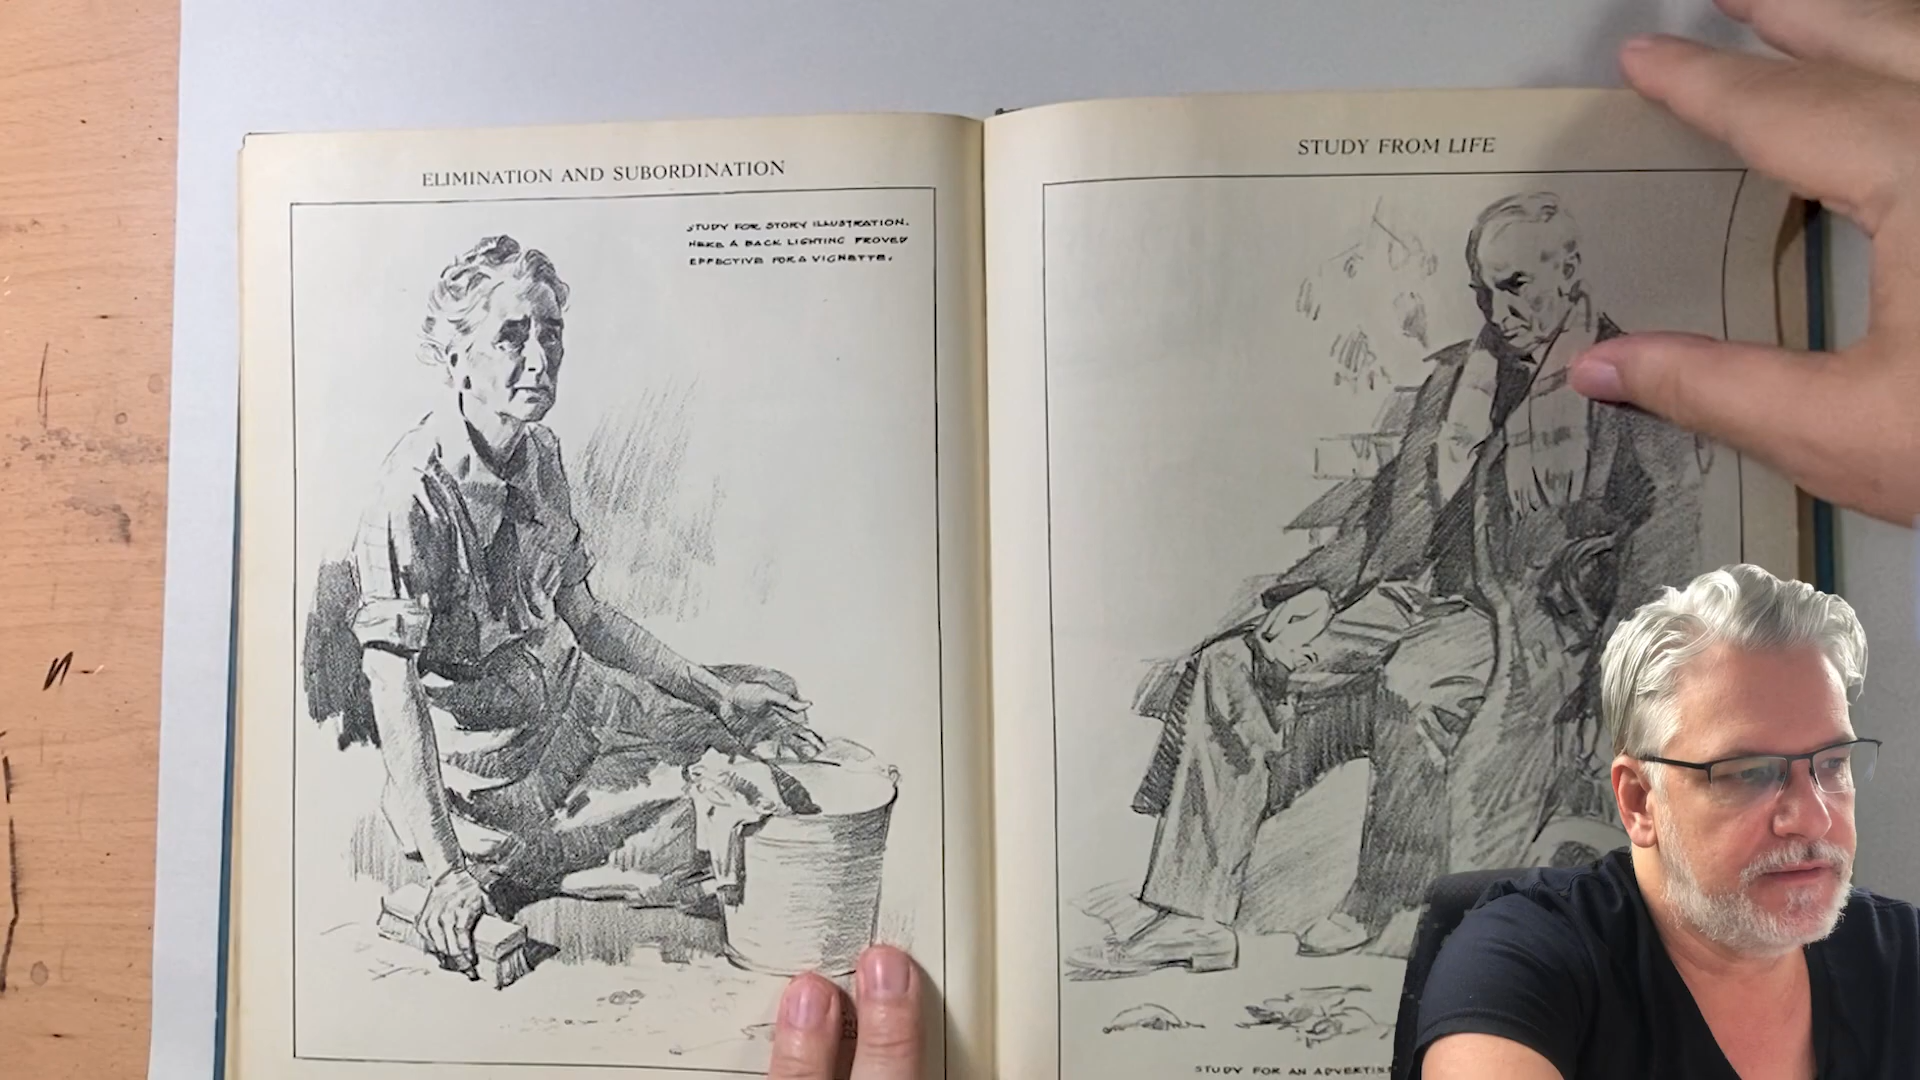 ELIMINATION AND SUBORDINATION
STUDY FOR STORY ILLUSTRATION.
HERE A BACK LIGHTING PROVED
EFFECTIVE FOR A VIGNETTE.
STUDY FROM LIFE
STUDY FOR AN ADVERTIS